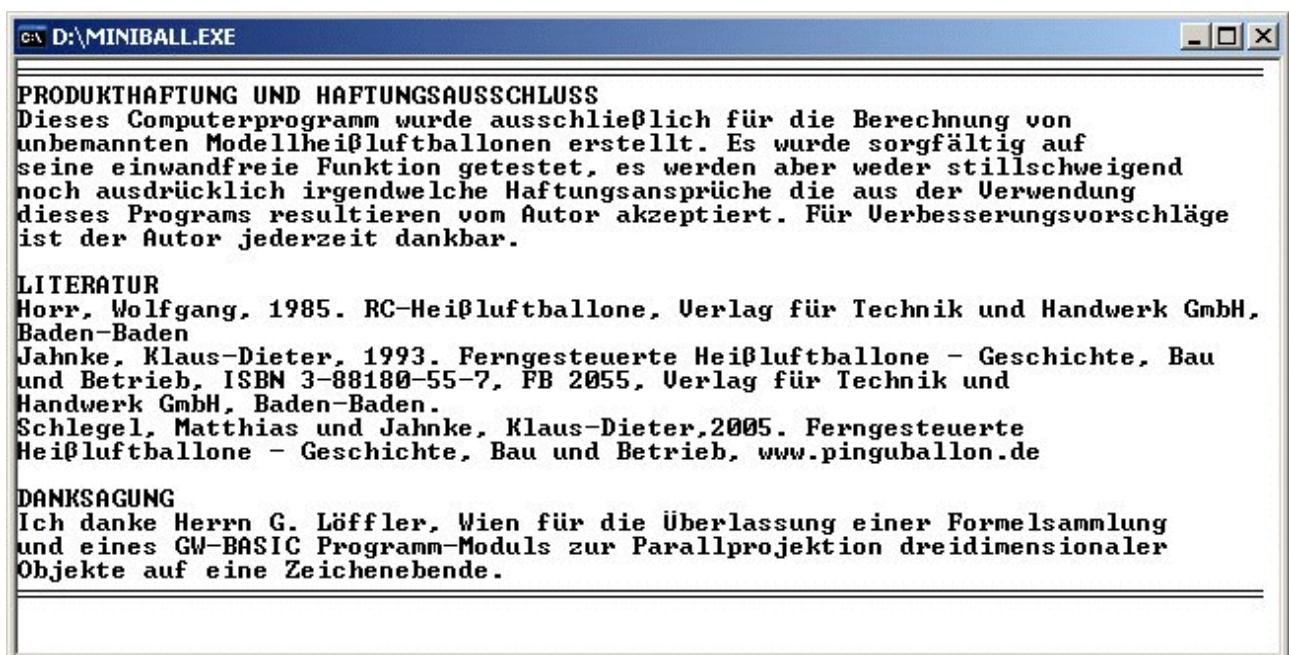 D:\MINIBALL.EXE
PRODUKTHAFTUNG UND HAFTUNGSAUSSCHLUSS
Dieses Computerprogramm wurde ausschließlich für die Berechnung von
unbemannten Modellheißluftballonen erstellt. Es wurde sorgfältig auf
seine einwandfreie Funktion getestet, es werden aber weder stillschweigend
noch ausdrücklich irgendwelche Haftungsansprüche die aus der Verwendung
dieses Programs resultieren vom Autor akzeptiert. Für Verbesserungsvorschläge
ist der Autor jederzeit dankbar.
LITERATUR
Horr, Wolfgang, 1985. RC-Heißluftballone, Verlag für Technik und Handwerk GmbH,
Baden-Baden
Jahnke, Klaus-Dieter, 1993. Ferngesteuerte Heißluftballone - Geschichte, Bau
und Betrieb, ISBN 3-88180-55-7, FB 2055, Verlag für Technik und
Handwerk GmbH, Baden-Baden.
Schlegel, Matthias und Jahnke, Klaus-Dieter,2005. Ferngesteuerte
Heißluftballone - Geschichte, Bau und Betrieb, www.pinguballon.de
DANKSAGUNG
Ich danke Herrn G. Löffler, Wien für die Überlassung einer Formelsammlung
und eines GW-BASIC Programm-Moduls zur Parallprojektion dreidimensionaler
Objekte auf eine Zeichenebende.